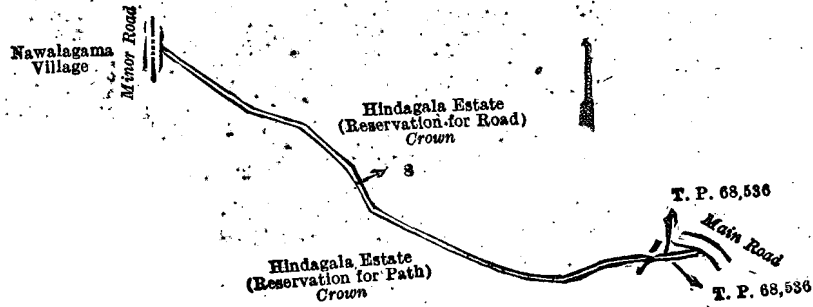 Nawalagama
Village
Minor Road
Hindagala Estate
(Reservation for Road)
Crown
8
T. P. 68,536
Main Road
Hindagala Estate
(Reservation for Path)
Crown
T. P. 68,536